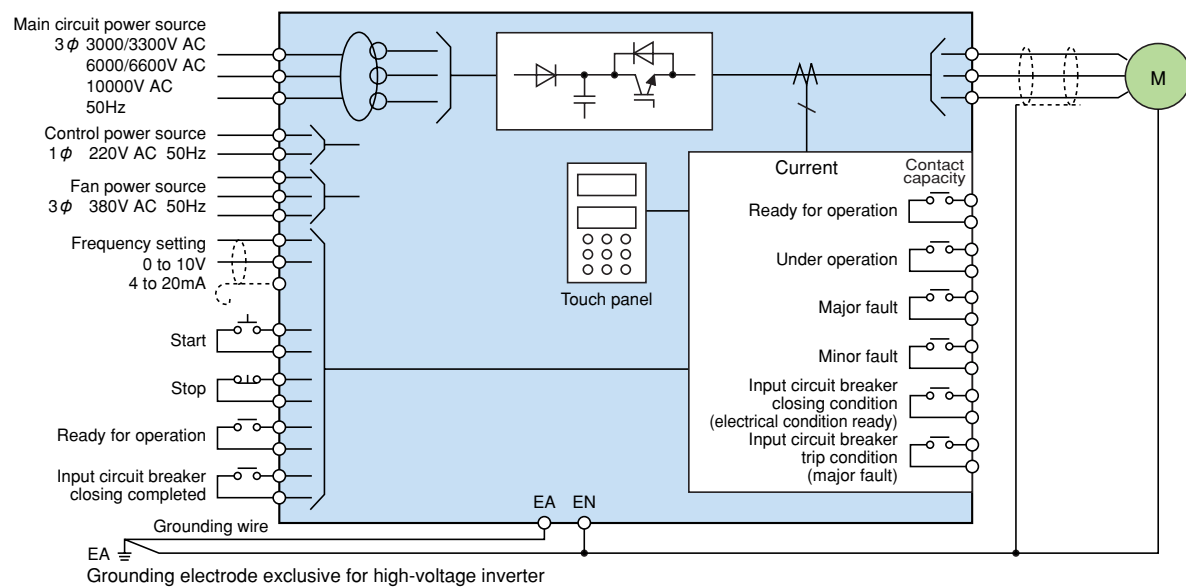 Main circuit power source
3φ 3000/3300V AC
6000/6600V AC
10000V AC
50Hz
Control power source
1φ 220V AC 50Hz
Fan power source
3φ 380V AC 50Hz
Frequency setting
0 to 10V
4 to 20mA
Start
Stop
Ready for operation
Input circuit breaker
closing completed
Touch panel
Current
Contact
capacity
Ready for operation
Under operation
Major fault
Minor fault
Input circuit breaker
closing condition
(electrical condition ready)
Input circuit breaker
trip condition
(major fault)
M
EA EN
Grounding wire
EA
Grounding electrode exclusive for high-voltage inverter